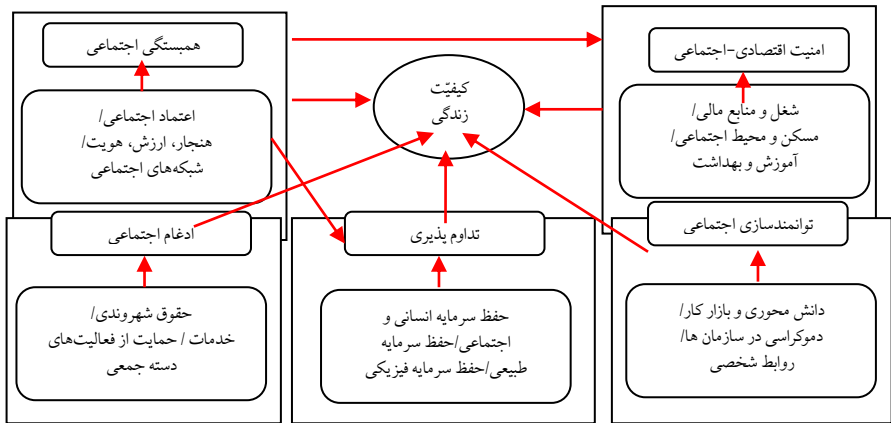 امنیت اقتصادی-اجتماعی
شغل و منابع مالی/
مسکن و محیط اجتماعی/
آموزش و بهداشت
کیفیّت
زندگی
همبستگی اجتماعی
اعتماد اجتماعی/
هنجار، ارزش، هویت/
شبکه‌های اجتماعی
توانمندسازی اجتماعی
دانش محوری و بازار کار/
دموکراسی در سازمان ها/
روابط شخصی
تداوم پذیری
حفظ سرمایه انسانی و
اجتماعی/حفظ سرمایه
طبیعی/حفظ سرمایه فیزیکی
ادغام اجتماعی
حقوق شهروندی/
خدمات / حمایت از فعالیت‌های
دسته جمعی